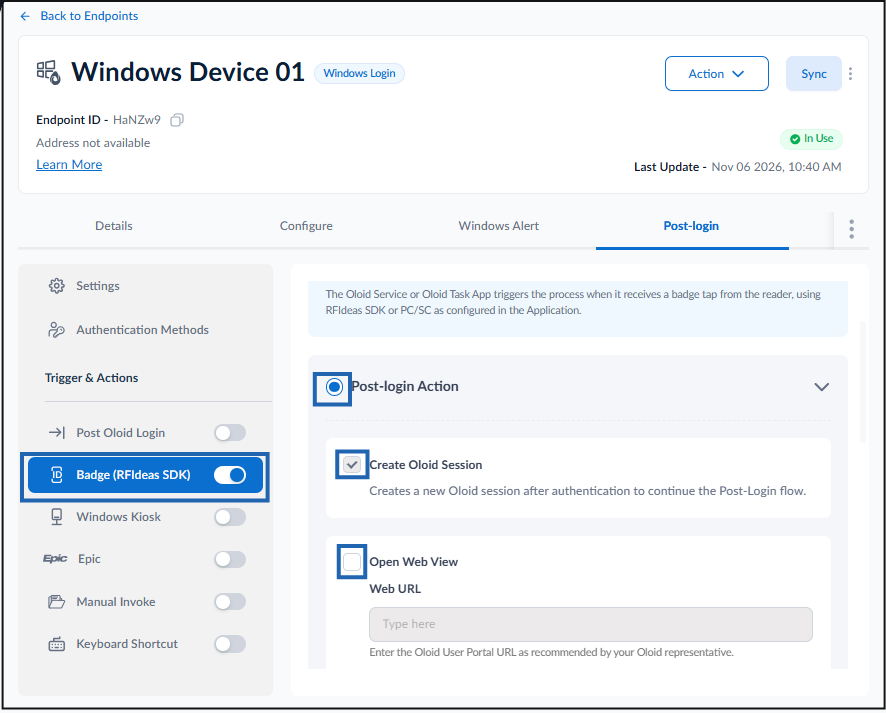 Back to Endpoints
Windows Device 01
Windows Login
Action
Sync
Endpoint ID - HaNZw9
Address not available
Learn More
In Use
Last Update - Nov 06 2026, 10:40 AM
Details
Configure
Windows Alert
Post-login
Settings
Authentication Methods
Trigger & Actions
Post Oloid Login
Badge (RFIdeas SDK)
Windows Kiosk
Epic Epic
Manual Invoke
Keyboard Shortcut
The Oloid Service or Oloid Task App triggers the process when it receives a badge tap from the reader, using
RFIdeas SDK or PC/SC as configured in the Application.
Post-login Action
Create Oloid Session
Creates a new Oloid session after authentication to continue the Post-Login flow.
Open Web View
Web URL
Type here
Enter the Oloid User Portal URL as recommended by your Oloid representative.